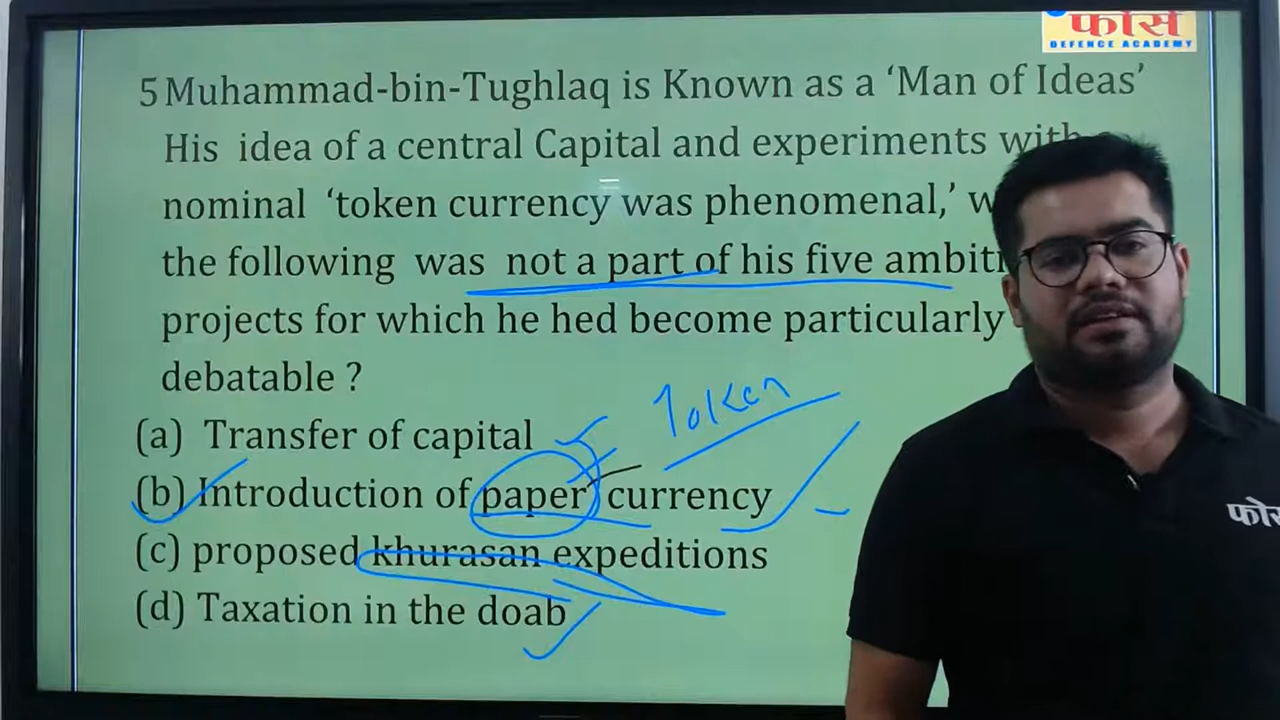 फोर्स
DEFENCE ACADEMY
5 Muhammad-bin-Tughlaq is Known as a ‘Man of Ideas’
His idea of a central Capital and experiments with
nominal ‘token currency was phenomenal,’
the following was not a part of his five
projects for which he hed become particularly
debatable ?
Token
(a) Transfer of capital
(b) Introduction of paper currency
(c) proposed khurasan expeditions
(d) Taxation in the doab